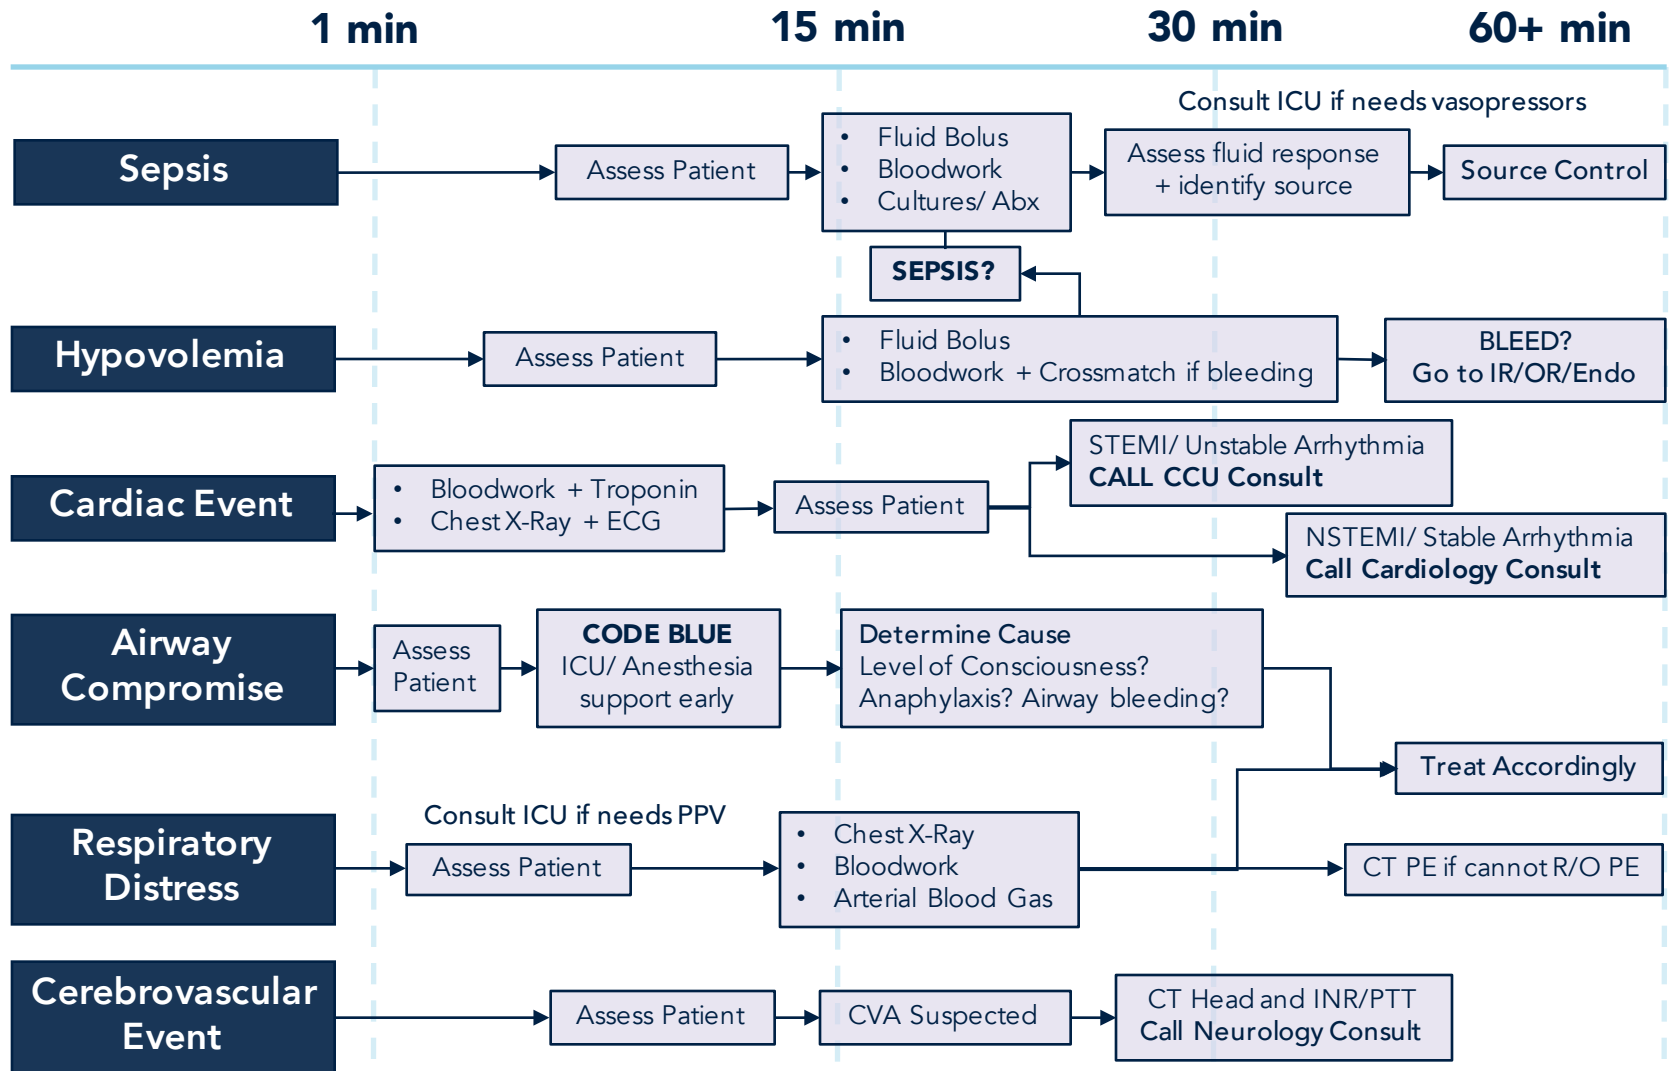 1 min
15 min
30 min
60+ min
Consult ICU if needs vasopressors
Sepsis
Assess Patient
• Fluid Bolus
• Bloodwork
• Cultures/ Abx
Assess fluid response
+ identify source
Source Control
SEPSIS?
Hypovolemia
Assess Patient
• Fluid Bolus
• Bloodwork + Crossmatch if bleeding
BLEED?
Go to IR/OR/Endo
Cardiac Event
• Bloodwork + Troponin
• Chest X-Ray + ECG
Assess Patient
STEMI/ Unstable Arrhythmia
CALL CCU Consult
NSTEMI/ Stable Arrhythmia
Call Cardiology Consult
Airway
Compromise
Assess
Patient
CODE BLUE
ICU/ Anesthesia
support early
Determine Cause
Level of Consciousness?
Anaphylaxis? Airway bleeding?
Treat Accordingly
Consult ICU if needs PPV
Respiratory
Distress
Assess Patient
• Chest X-Ray
• Bloodwork
• Arterial Blood Gas
CT PE if cannot R/O PE
Cerebrovascular
Event
Assess Patient
CVA Suspected
CT Head and INR/PTT
Call Neurology Consult